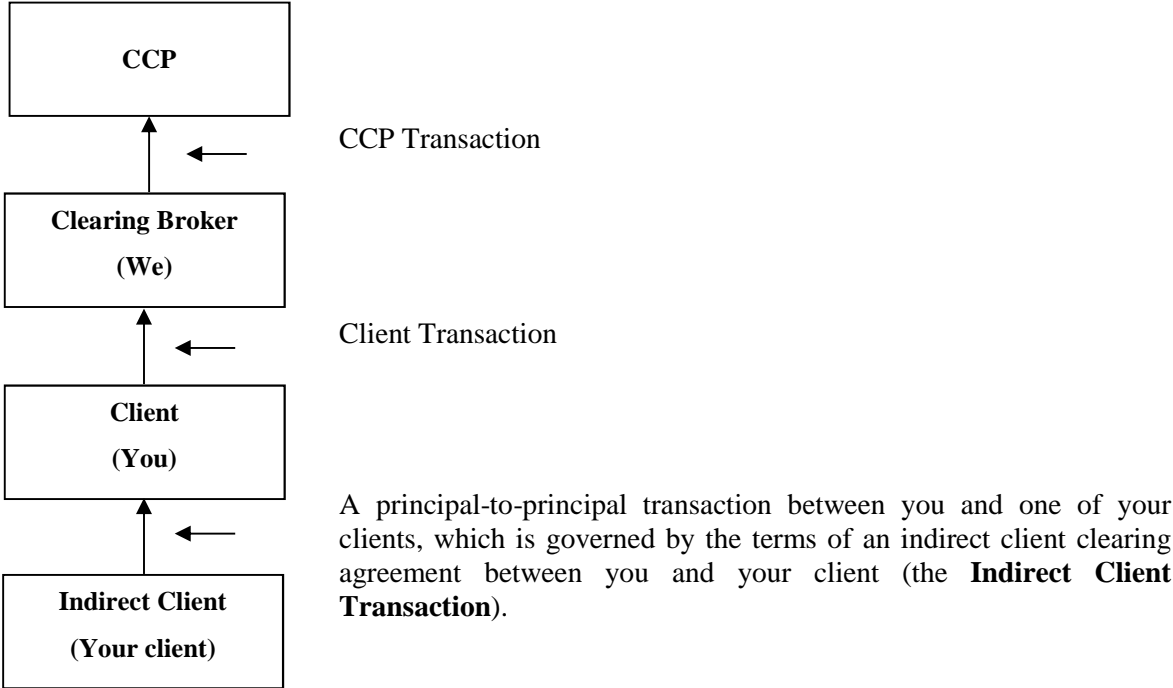 CCP
CCP Transaction
Clearing Broker
(We)
Client Transaction
Client
(You)
A principal-to-principal transaction between you and one of your
clients, which is governed by the terms of an indirect client clearing
agreement between you and your client (the Indirect Client
Transaction).
Indirect Client
(Your client)